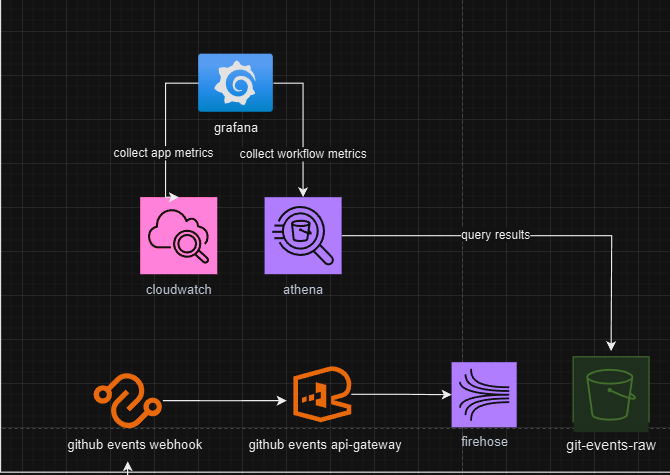 grafana
collect app metrics
collect workflow metrics
cloudwatch
athena
query results
github events webhook
github events api-gateway
firehose
git-events-raw